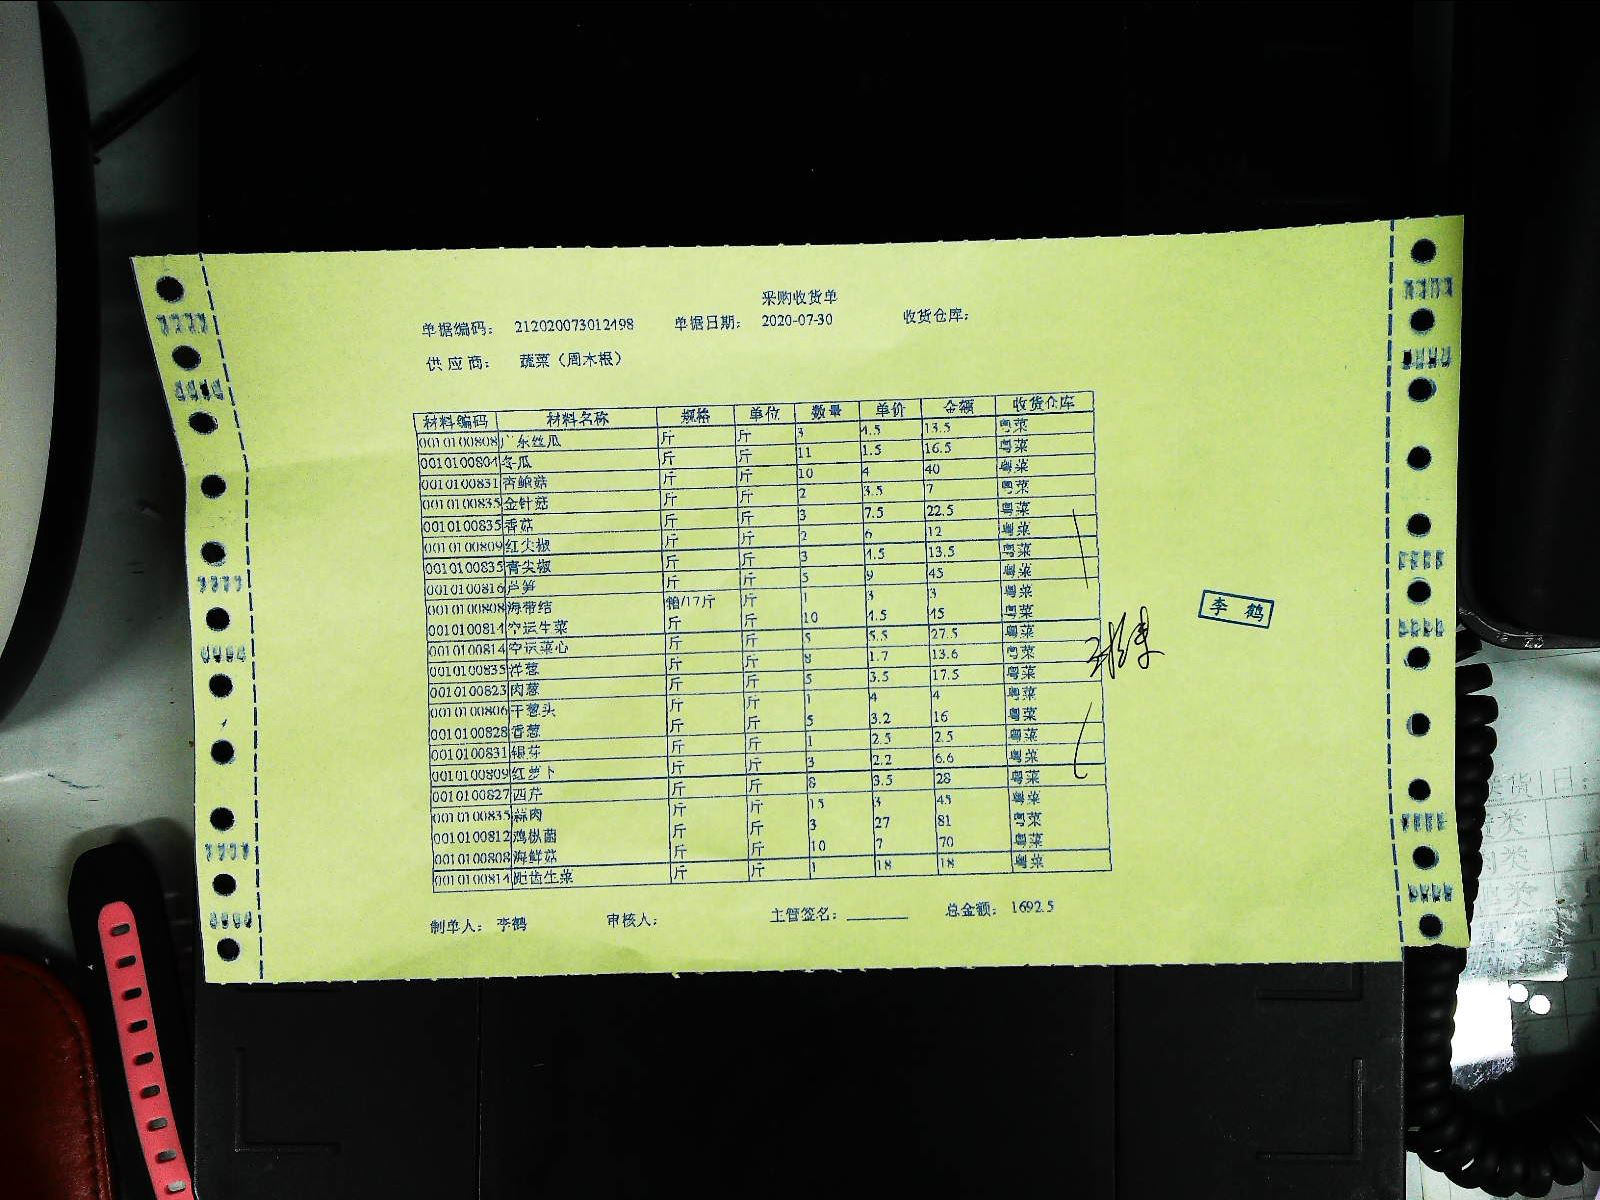 采购收货单
单据编码: 212020073012498 单据日期: 2020-07-30 收货仓库:
供应商: 蔬菜(周木根)
材料编码 材料名称 规格 单位 数量 单价 金额 收货仓库
0010100808 广东丝瓜 斤 斤 3 4.5 13.5 粤菜
0010100804 冬瓜 斤 斤 11 1.5 16.5 粤菜
0010100831 杏鲍菇 斤 斤 10 4 40 粤菜
0010100835 金针菇 斤 斤 2 3.5 7 粤菜
0010100835 香菇 斤 斤 3 7.5 22.5 粤菜
0010100809 红尖椒 斤 斤 2 6 12 粤菜
0010100835 青尖椒 斤 斤 3 4.5 13.5 粤菜
0010100816 芦笋 斤 斤 5 9 45 粤菜
0010100808 海带结 箱/17斤 斤 1 3 3 粤菜
0010100814 空运生菜 斤 斤 10 4.5 45 粤菜
0010100814 空运菜心 斤 斤 5 5.5 27.5 粤菜
0010100835 洋葱 斤 斤 8 1.7 13.6 粤菜
0010100823 肉葱 斤 斤 5 3.5 17.5 粤菜
0010100806 干葱头 斤 斤 1 4 4 粤菜
0010100828 香葱 斤 斤 5 3.2 16 粤菜
0010100831 银芽 斤 斤 1 2.5 2.5 粤菜
0010100809 红萝卜 斤 斤 3 2.2 6.6 粤菜
0010100827 西芹 斤 斤 8 3.5 28 粤菜
0010100835 蒜肉 斤 斤 15 3 45 粤菜
0010100812 鸡枞菌 斤 斤 3 27 81 粤菜
0010100808 海鲜菇 斤 斤 10 7 70 粤菜
0010100814 距齿生菜 斤 斤 1 18 18 粤菜
李鹤
制单人: 李鹤 审核人: 主管签名: 总金额: 1692.5